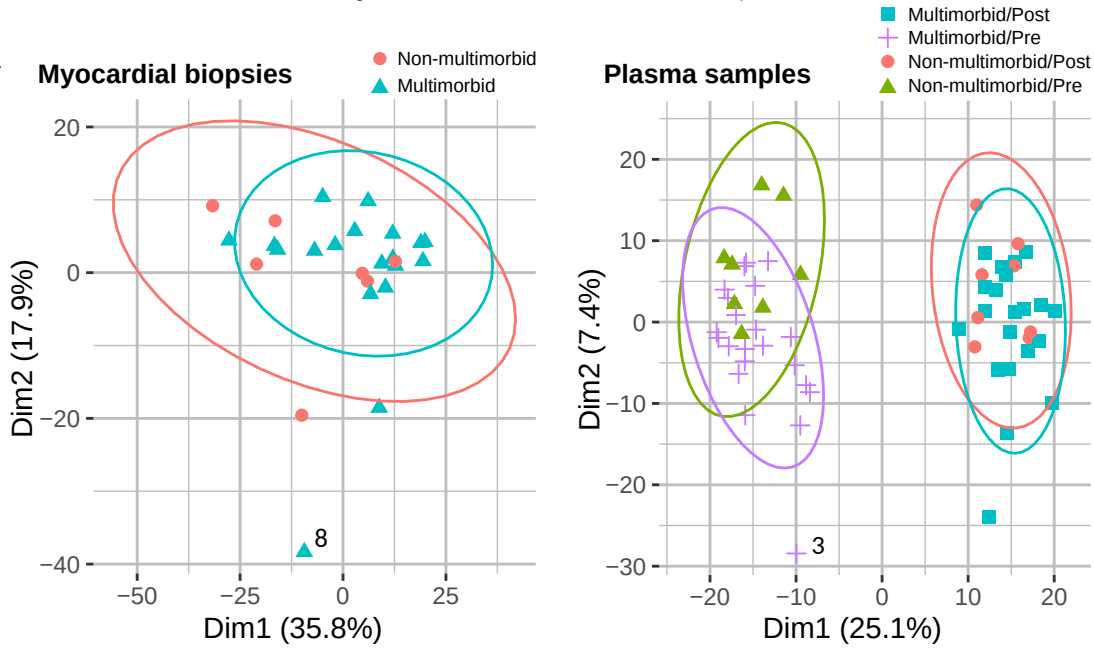 Myocardial biopsies
Non-multimorbid
Multimorbid
20
0
−20
−40
−50
−25
0
25
Dim1 (35.8%)
Dim2 (17.9%)
8
Plasma samples
Multimorbid/Post
Multimorbid/Pre
Non-multimorbid/Post
Non-multimorbid/Pre
20
10
0
−10
−20
−30
−20
−10
0
10
20
Dim1 (25.1%)
Dim2 (7.4%)
3